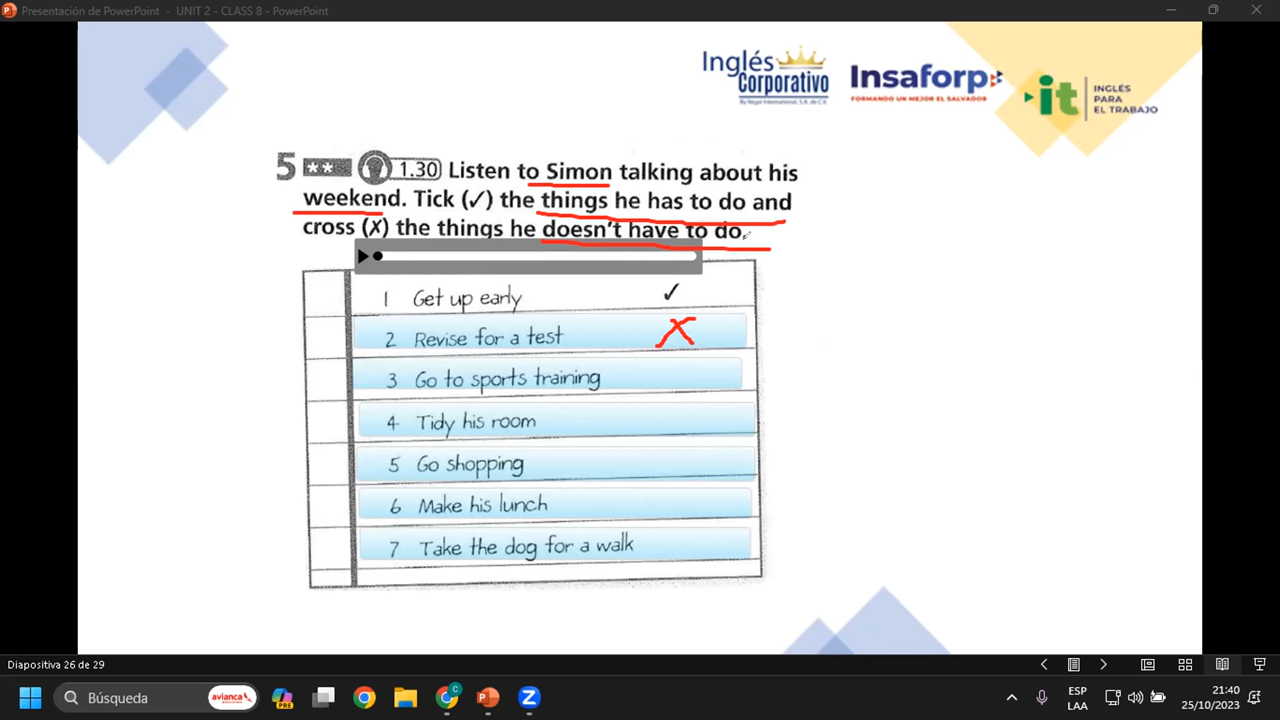 Presentación de PowerPoint - UNIT 2 - CLASS 8 - PowerPoint
Inglés Corporativo
By Regal International, S.A. de C.V.
Insaforp
FORMANDO UN MEJOR EL SALVADOR
it INGLÉS PARA EL TRABAJO
5 ** 1.30 Listen to Simon talking about his
weekend. Tick (✓) the things he has to do and
cross (✗) the things he doesn't have to do.
1 Get up early ✓
2 Revise for a test X
3 Go to sports training
4 Tidy his room
5 Go shopping
6 Make his lunch
7 Take the dog for a walk
Diapositiva 26 de 29
Búsqueda
avianca
PRE
ESP
LAA
21:40
25/10/2023